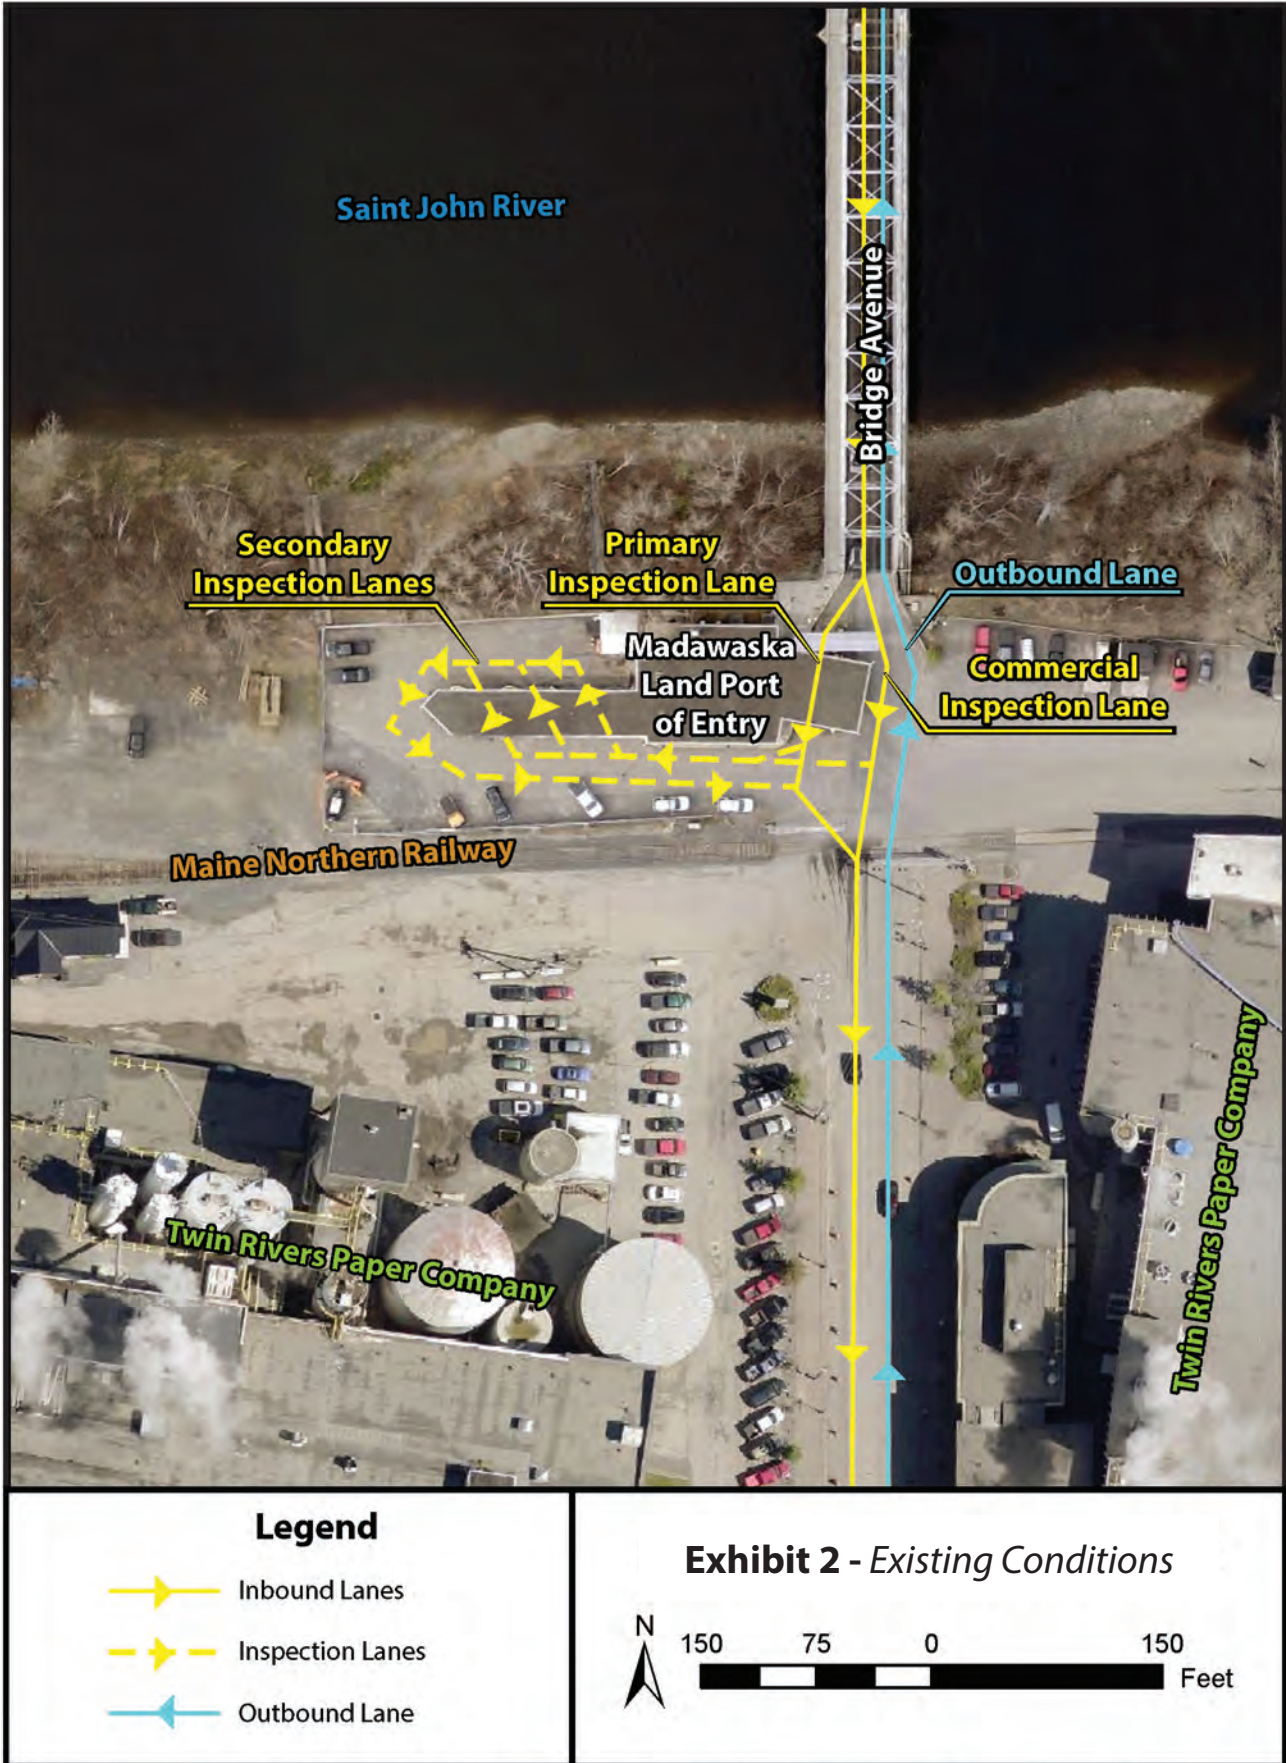 Saint John River
Bridge Avenue
Secondary
Inspection Lanes
Primary
Inspection Lane
Outbound Lane
Madawaska
Land Port
of Entry
Commercial
Inspection Lane
Maine Northern Railway
Twin Rivers Paper Company
Twin Rivers Paper Company
Legend
Inbound Lanes
Inspection Lanes
Outbound Lane
Exhibit 2 - Existing Conditions
N
150 75 0 150
Feet